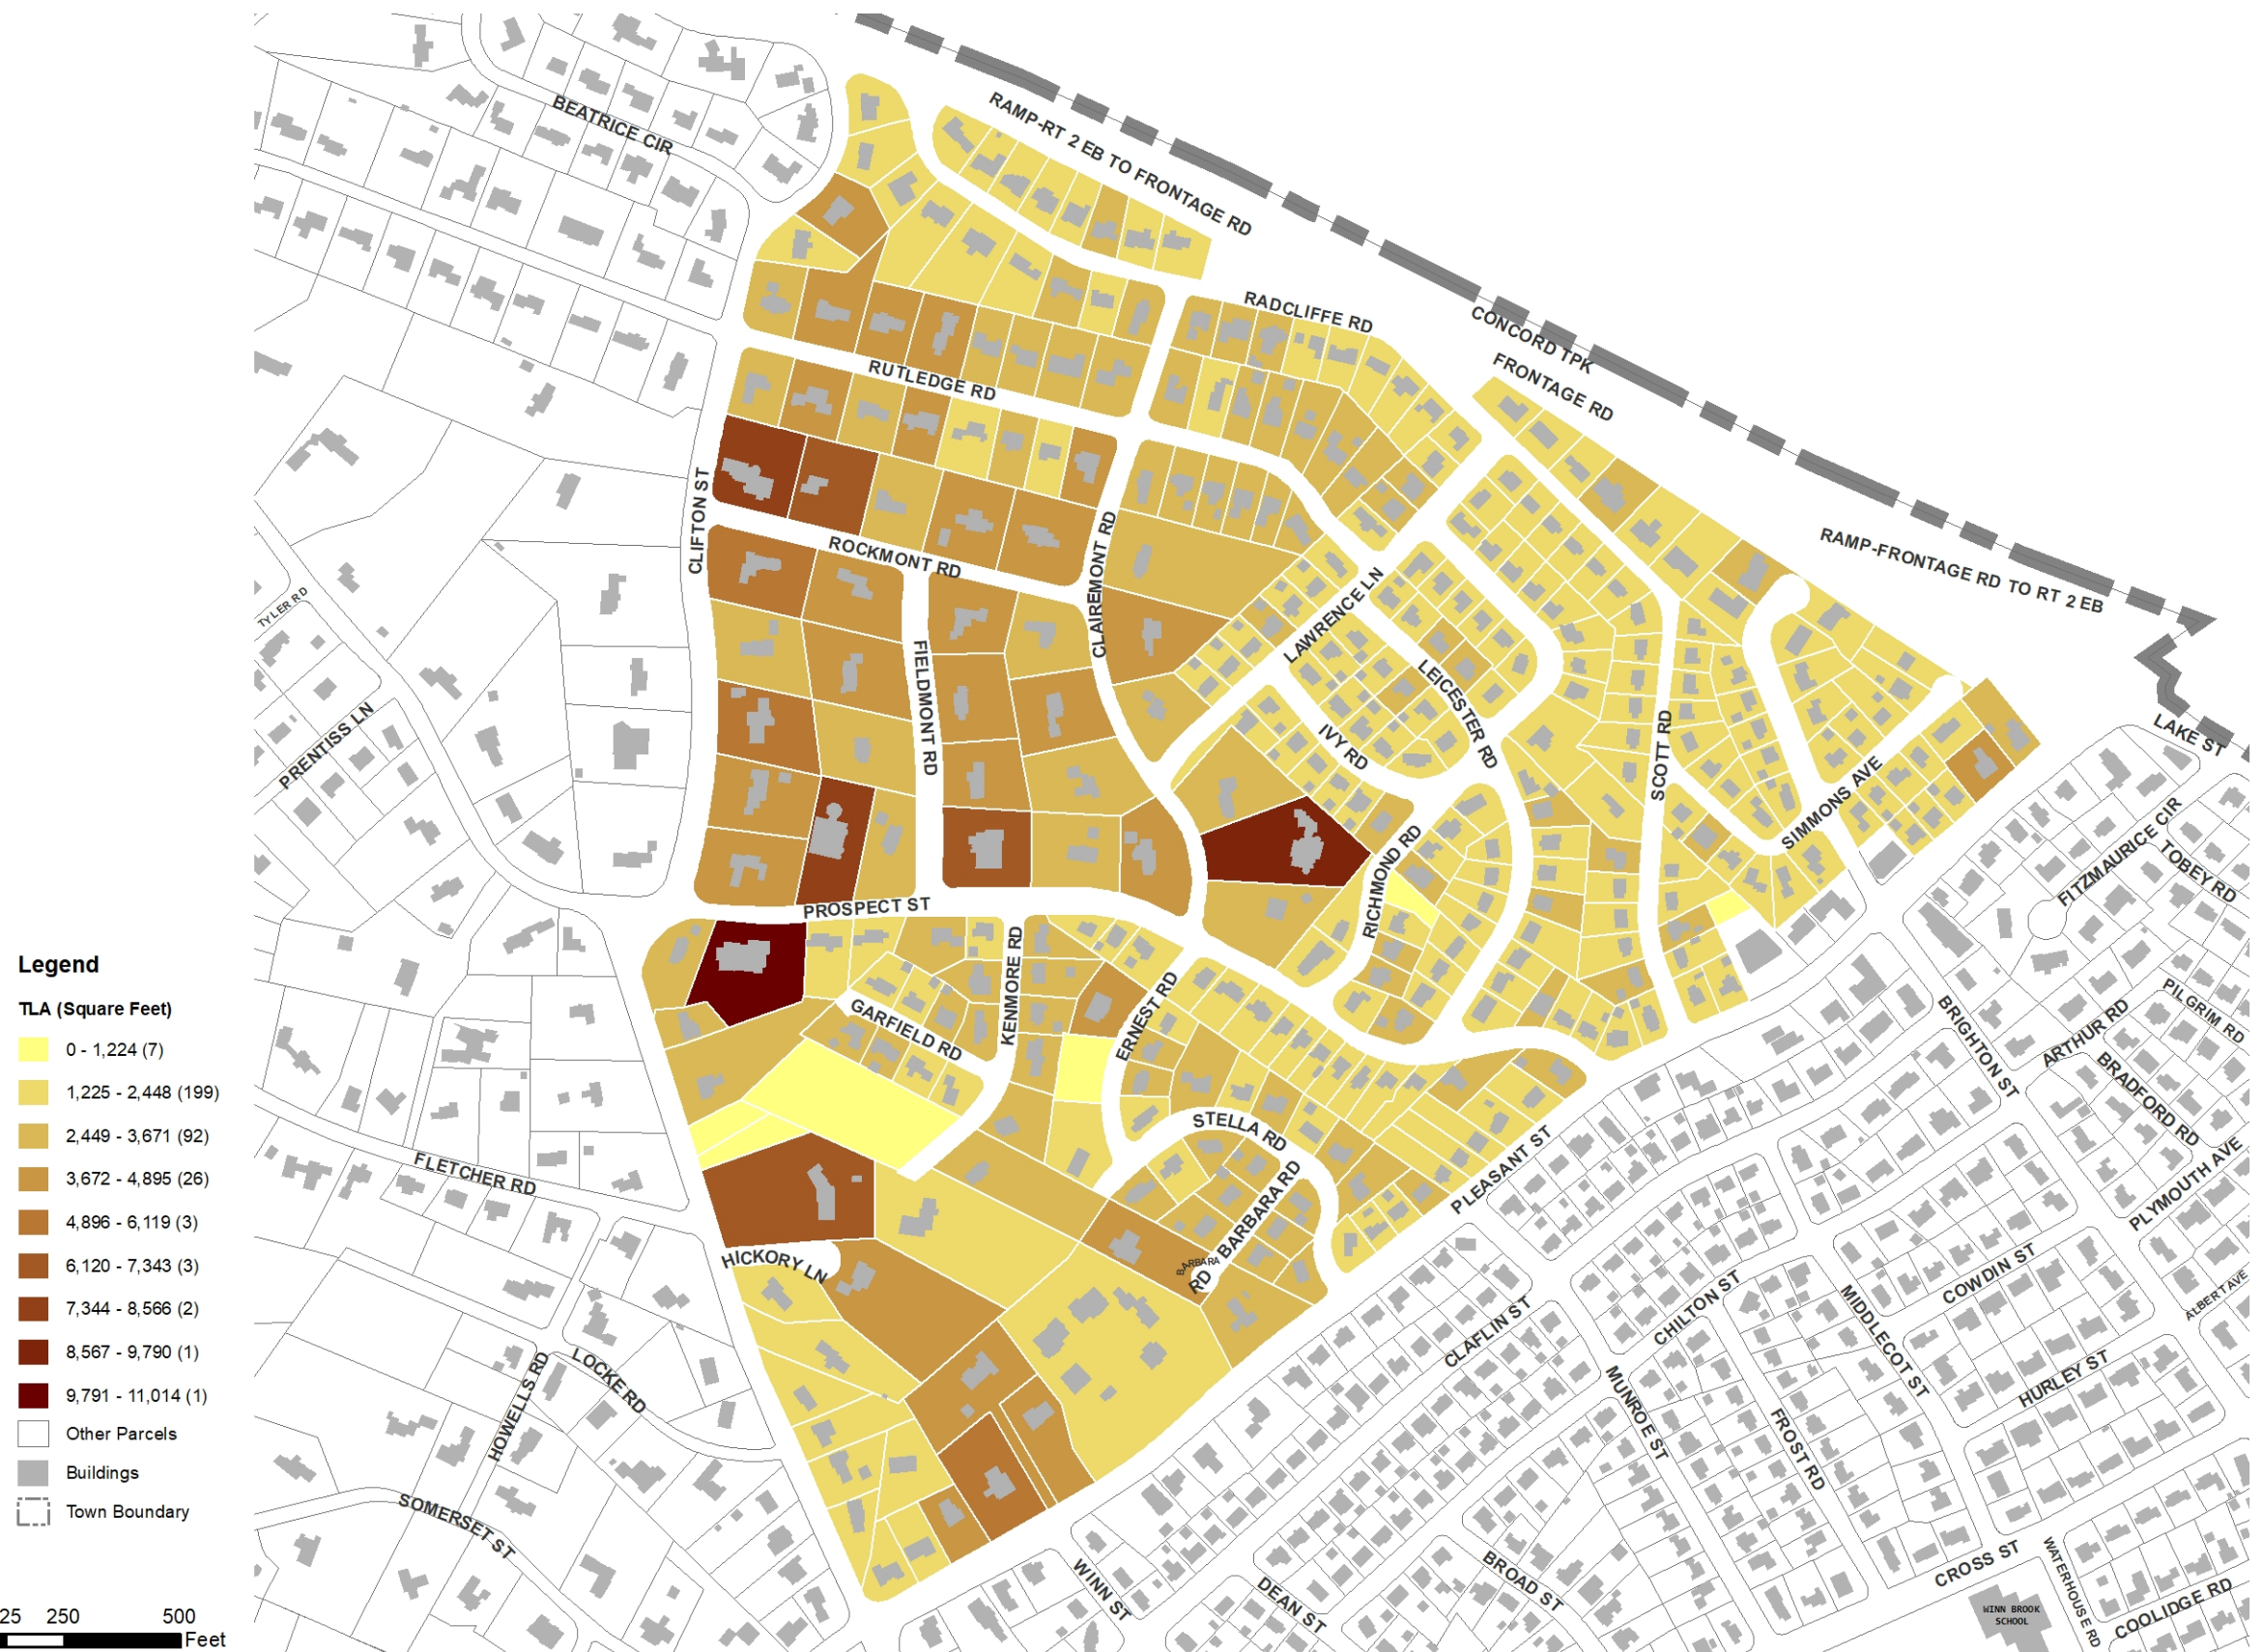 BEATRICE CIR
RAMP-RT 2 EB TO FRONTAGE RD
RADCLIFFE RD
CONCORD TPK
FRONTAGE RD
RUTLEDGE RD
CLIFTON ST
ROCKMONT RD
CLAIREMONT RD
RAMP-FRONTAGE RD TO RT 2 EB
TYLER RD
LAWRENCE LN
FIELDMONT RD
LEICESTER RD
PRENTISS LN
IVY RD
SCOTT RD
LAKE ST
SIMMONS AVE
FITZMAURICE CIR
TOBEY RD
RICHMOND RD
PROSPECT ST
KENMORE RD
GARFIELD RD
ERNEST RD
BRIGHTON ST
PILGRIM RD
ARTHUR RD
BRADFORD RD
STELLA RD
PLEASANT ST
PLYMOUTH AVE
FLETCHER RD
BARBARA RD
BARBARA
RD
HICKORY LN
COWDIN ST
ALBERT AVE
CHILTON ST
MIDDLECOT ST
CLAFLIN ST
HURLEY ST
HOWELLS RD
LOCKE RD
MUNROE ST
FROST RD
SOMERSET ST
WINN ST
DEAN ST
BROAD ST
CROSS ST
WATERHOUSE RD
COOLIDGE RD
WINN BROOK
SCHOOL
Legend
TLA (Square Feet)
0 - 1,224 (7)
1,225 - 2,448 (199)
2,449 - 3,671 (92)
3,672 - 4,895 (26)
4,896 - 6,119 (3)
6,120 - 7,343 (3)
7,344 - 8,566 (2)
8,567 - 9,790 (1)
9,791 - 11,014 (1)
Other Parcels
Buildings
Town Boundary
25 250 500
Feet